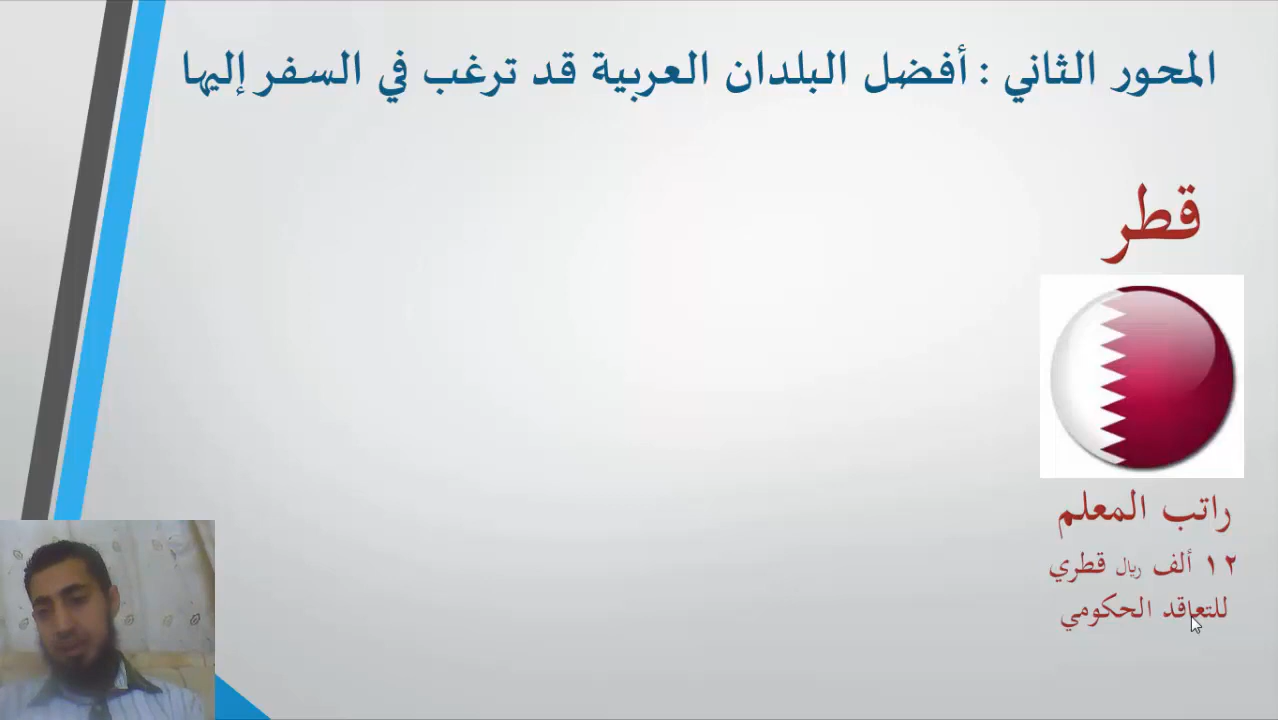 المحور الثاني : أفضل البلدان العربية قد ترغب في السفر إليها
قطر
راتب المعلم
١٢ ألف ريال قطري
للتعاقد الحكومي